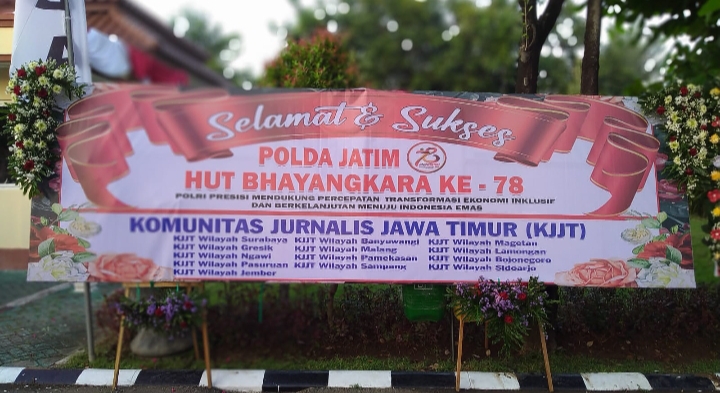 Selamat & Sukses
POLDA JATIM
HUT BHAYANGKARA KE - 78
POLRI PRESISI MENDUKUNG PERCEPATAN TRANSFORMASI EKONOMI INKLUSIF
DAN BERKELANJUTAN MENUJU INDONESIA EMAS
KOMUNITAS JURNALIS JAWA TIMUR (KJJT)
KJJT Wilayah Surabaya KJJT Wilayah Banyuwangi KJJT Wilayah Magetan
KJJT Wilayah Gresik KJJT Wilayah Malang KJJT Wilayah Lamongan
KJJT Wilayah Ngawi KJJT Wilayah Pamekasan KJJT Wilayah Bojonegoro
KJJT Wilayah Pasuruan KJJT Wilayah Sampang KJJT Wilayah Sidoarjo
KJJT Wilayah Jember